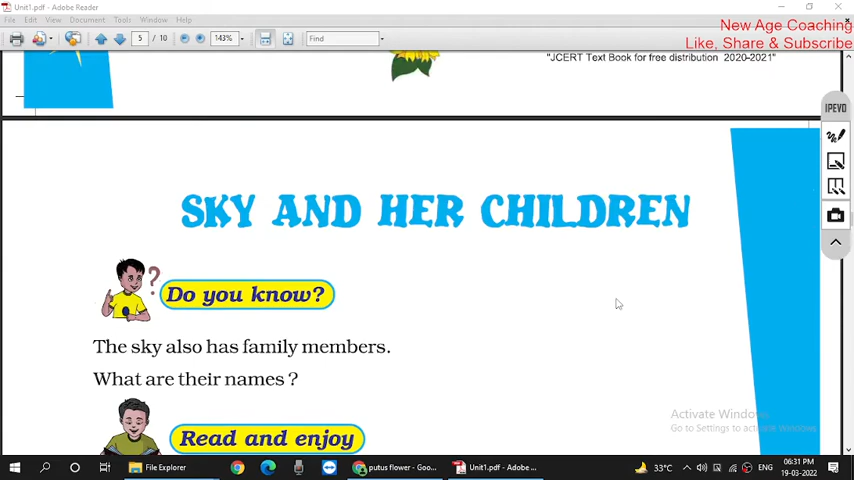 Unit1.pdf - Adobe Reader
File Edit View Document Tools Window Help
New Age Coaching
Like, Share & Subscribe
5 / 10 143% Find
"JCERT Text Book for free distribution 2020-2021"
IPEVO
SKY AND HER CHILDREN
?
Do you know?
The sky also has family members.
What are their names ?
Read and enjoy
Activate Windows
Go to Settings to activate Windows.
File Explorer
putus flower - Goo...
Unit1.pdf - Adobe ...
33°C
ENG
06:31 PM
19-03-2022